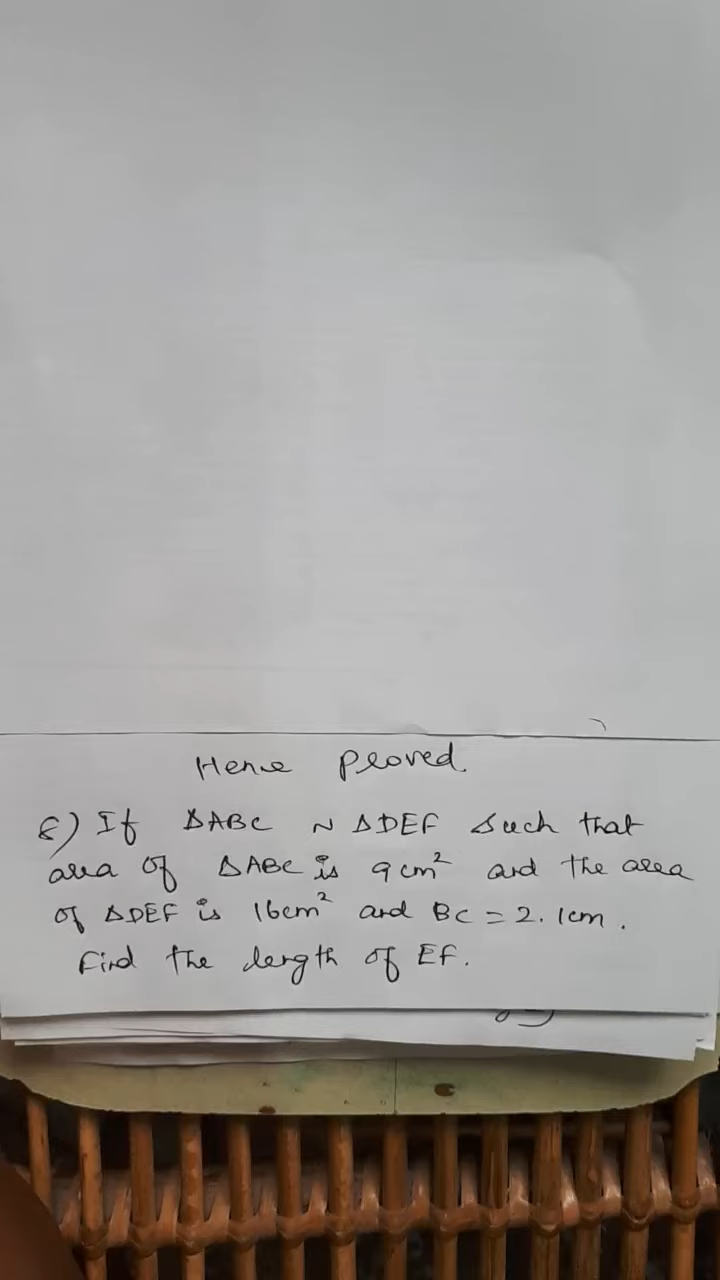 Hence Proved.
8) If ΔABC ~ ΔDEF such that
area of ΔABC is 9cm² and the area
of ΔDEF is 16cm² and BC = 2.1cm.
Find the length of EF.